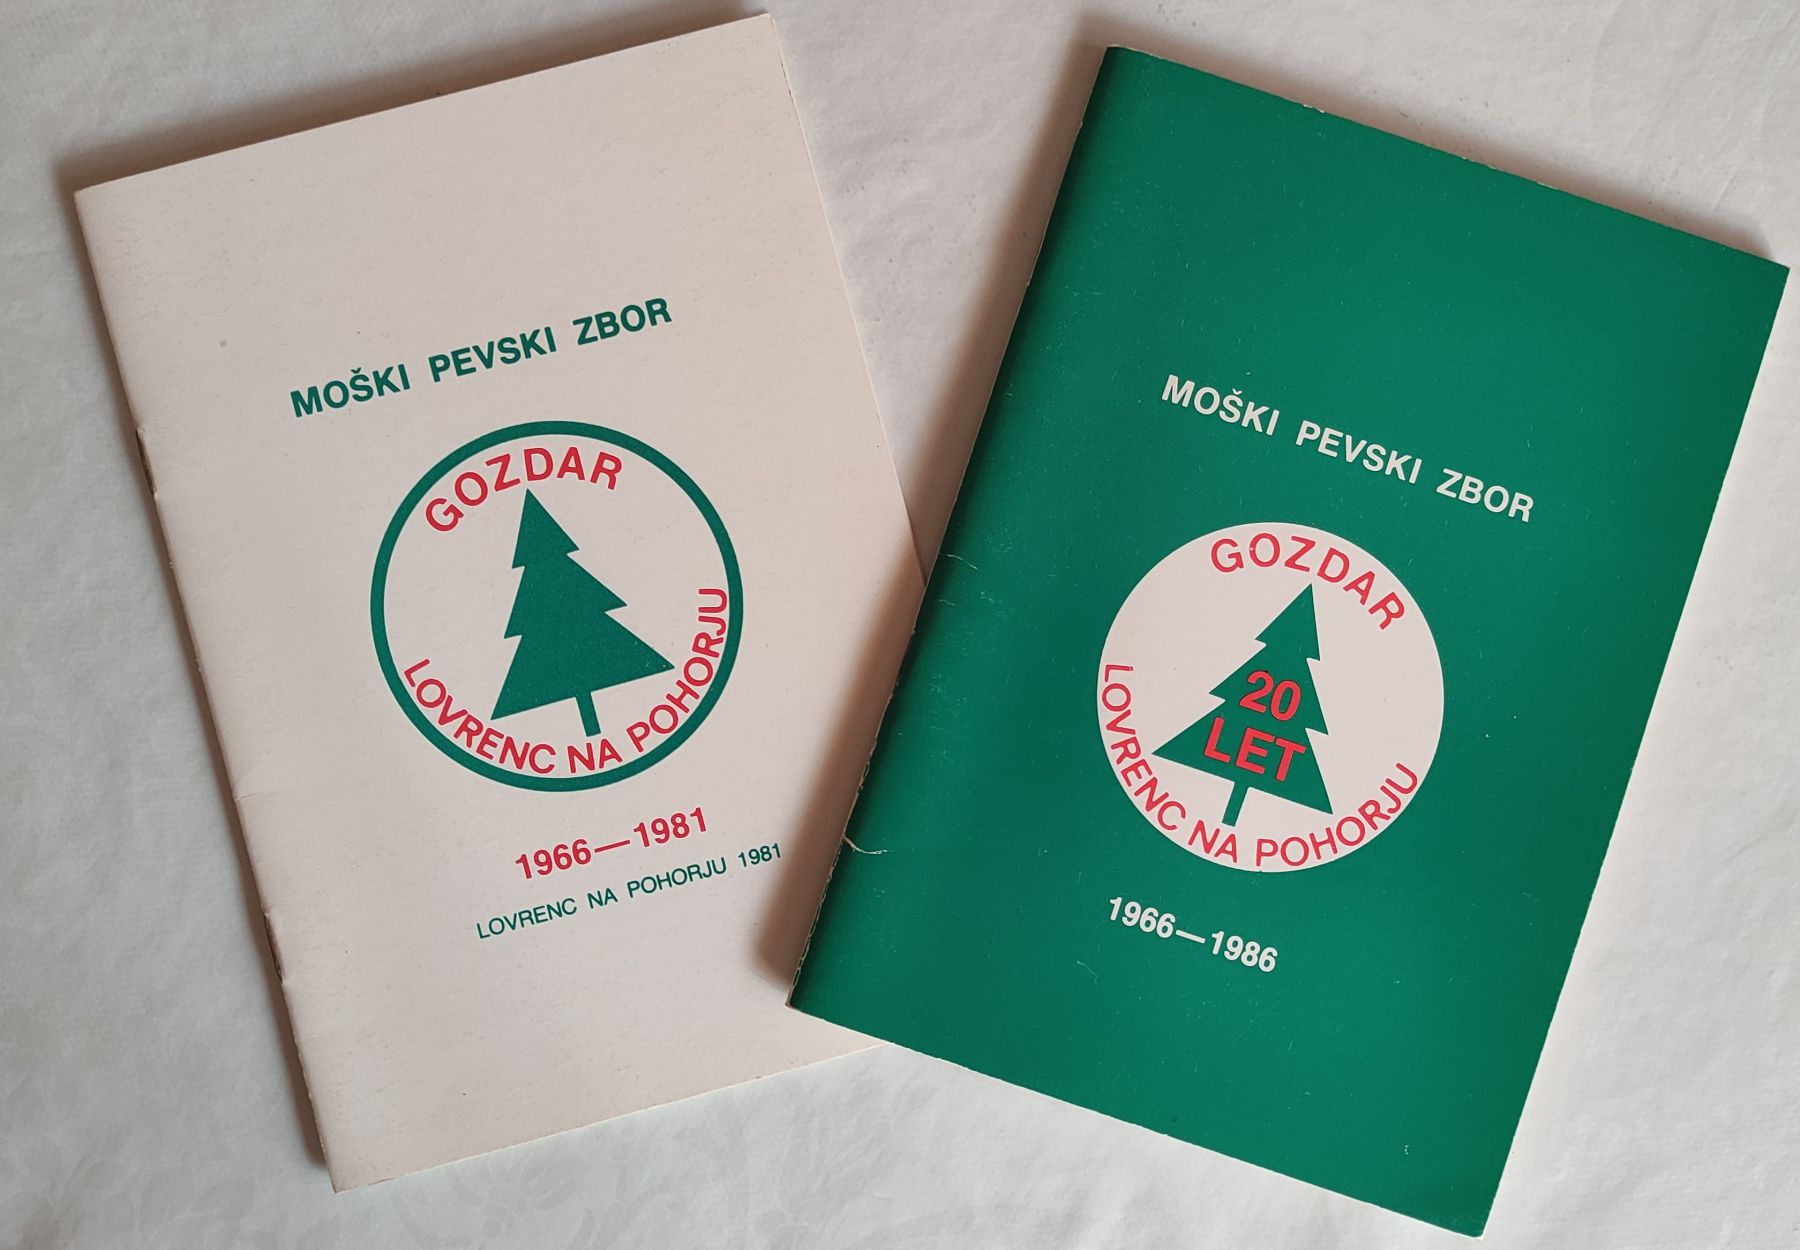 MOŠKI PEVSKI ZBOR
GOZDAR
LOVRENC NA POHORJU
1966—1981
LOVRENC NA POHORJU 1981
MOŠKI PEVSKI ZBOR
GOZDAR
20
LET
LOVRENC NA POHORJU
1966—1986